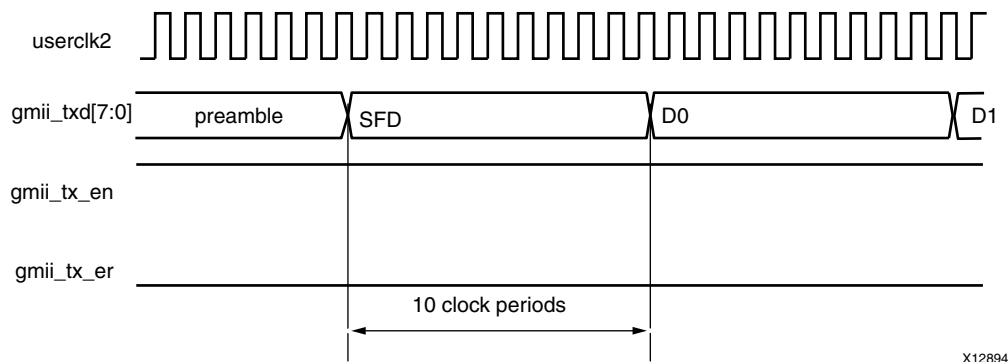 userclk2
gmii_txd[7:0]
preamble
SFD
D0
D1
gmii_tx_en
gmii_tx_er
10 clock periods
X12894